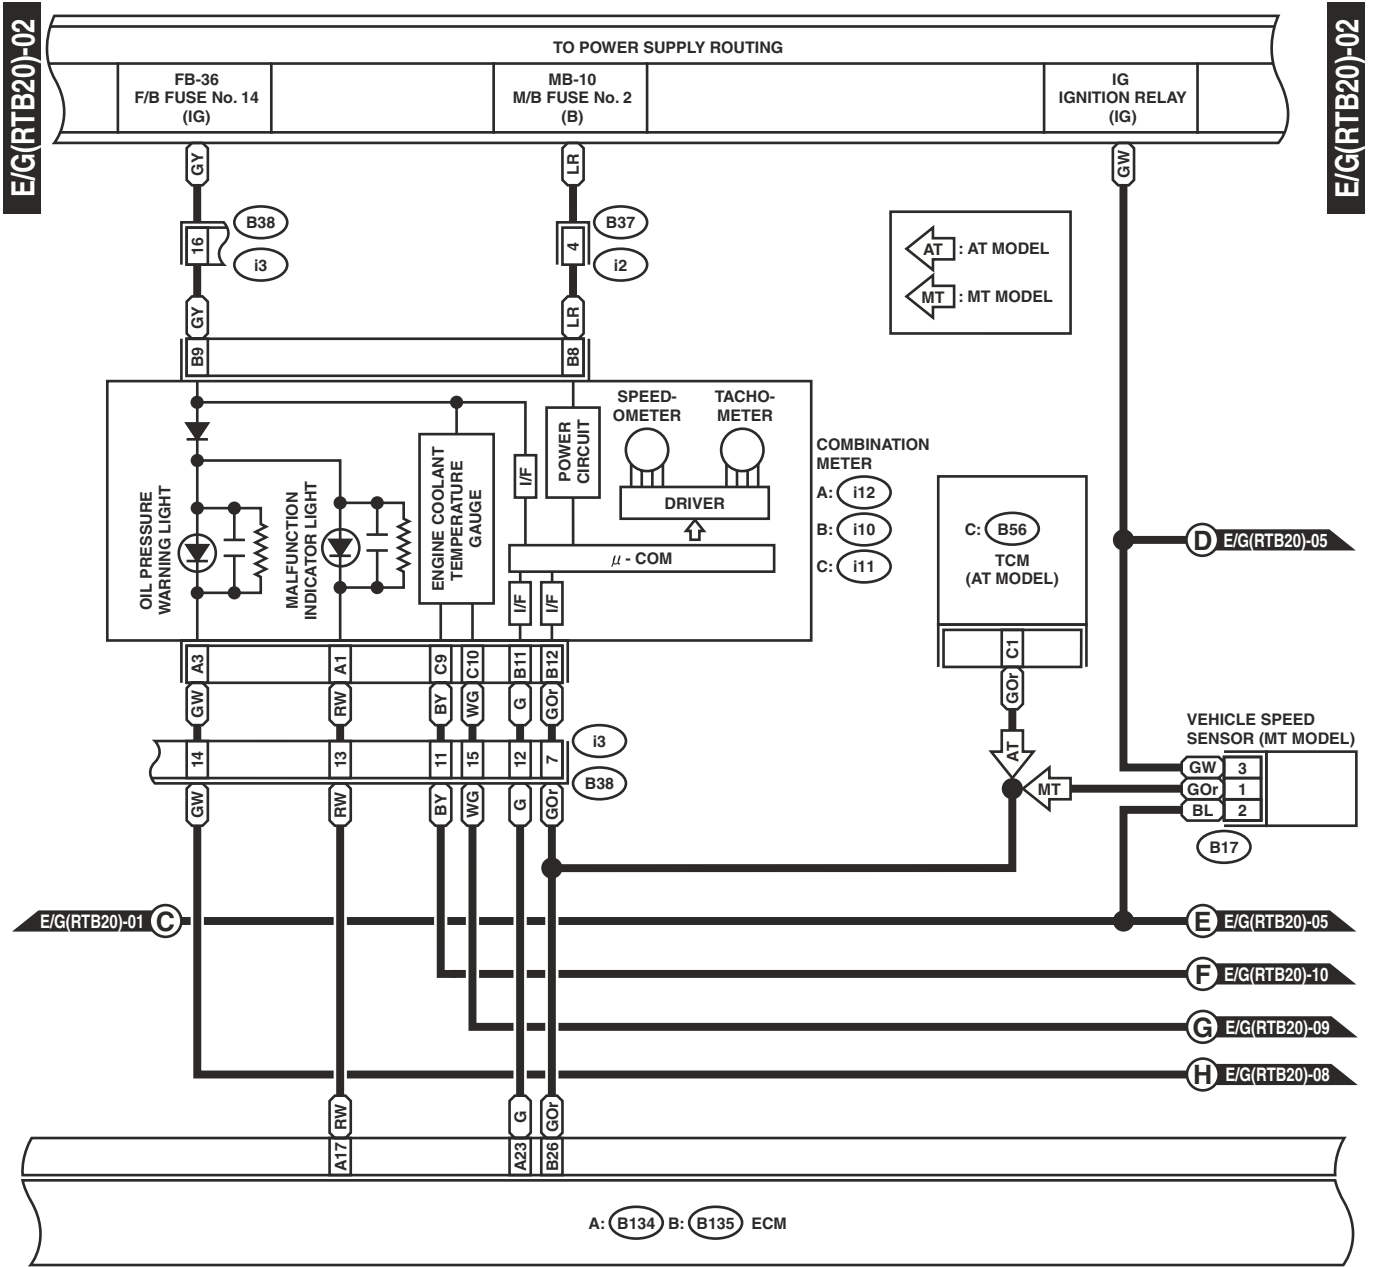 E/G(RTB20)-02
E/G(RTB20)-02
TO POWER SUPPLY ROUTING
FB-36
F/B FUSE No. 14
(IG)
MB-10
M/B FUSE No. 2
(B)
IG
IGNITION RELAY
(IG)
GY
LR
GW
16
B38
i3
4
B37
i2
AT : AT MODEL
MT : MT MODEL
GY
LR
B9
B8
SPEED-
OMETER
TACHO-
METER
POWER
CIRCUIT
I/F
DRIVER
μ - COM
I/F
I/F
OIL PRESSURE
WARNING LIGHT
MALFUNCTION
INDICATOR LIGHT
ENGINE COOLANT
TEMPERATURE
GAUGE
COMBINATION
METER
A: i12
B: i10
C: i11
C: B56
TCM
(AT MODEL)
C1
GOr
AT
MT
D E/G(RTB20)-05
VEHICLE SPEED
SENSOR (MT MODEL)
GW 3
GOr 1
BL 2
B17
A3
A1
C9
C10
B11
B12
GW
RW
BY
WG
G
GOr
14
13
11
15
12
7
i3
B38
GW
RW
BY
WG
G
GOr
E/G(RTB20)-01 C
E E/G(RTB20)-05
F E/G(RTB20)-10
G E/G(RTB20)-09
H E/G(RTB20)-08
RW
G
GOr
A17
A23
B26
A: B134 B: B135 ECM